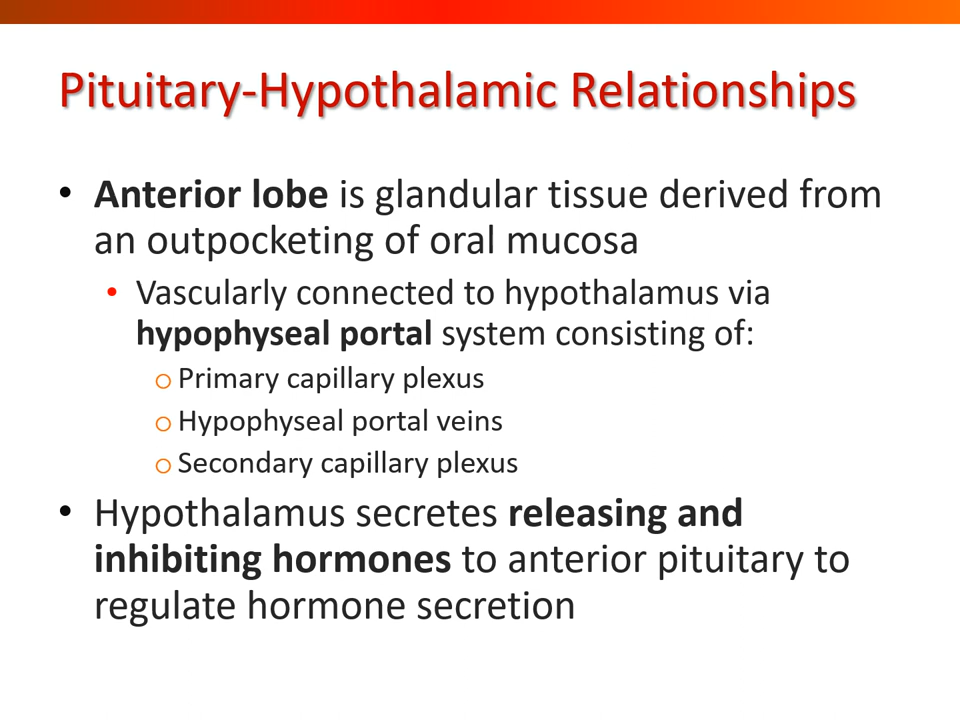 Pituitary-Hypothalamic Relationships
• Anterior lobe is glandular tissue derived from
an outpocketing of oral mucosa
• Vascularly connected to hypothalamus via
hypophyseal portal system consisting of:
o Primary capillary plexus
o Hypophyseal portal veins
o Secondary capillary plexus
• Hypothalamus secretes releasing and
inhibiting hormones to anterior pituitary to
regulate hormone secretion